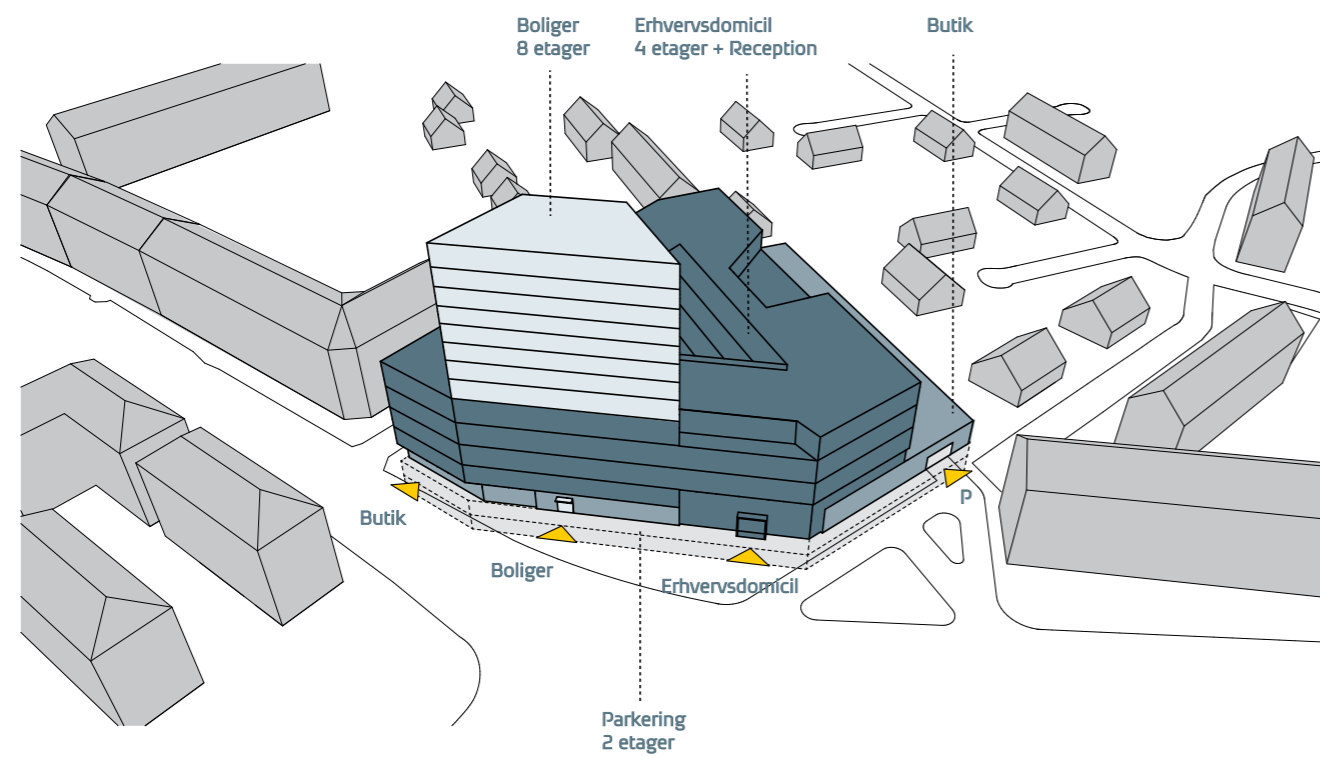 Boliger
8 etager
Erhvervsdomicil
4 etager + Reception
Butik
P
Butik
Boliger
Erhvervsdomicil
Parkering
2 etager